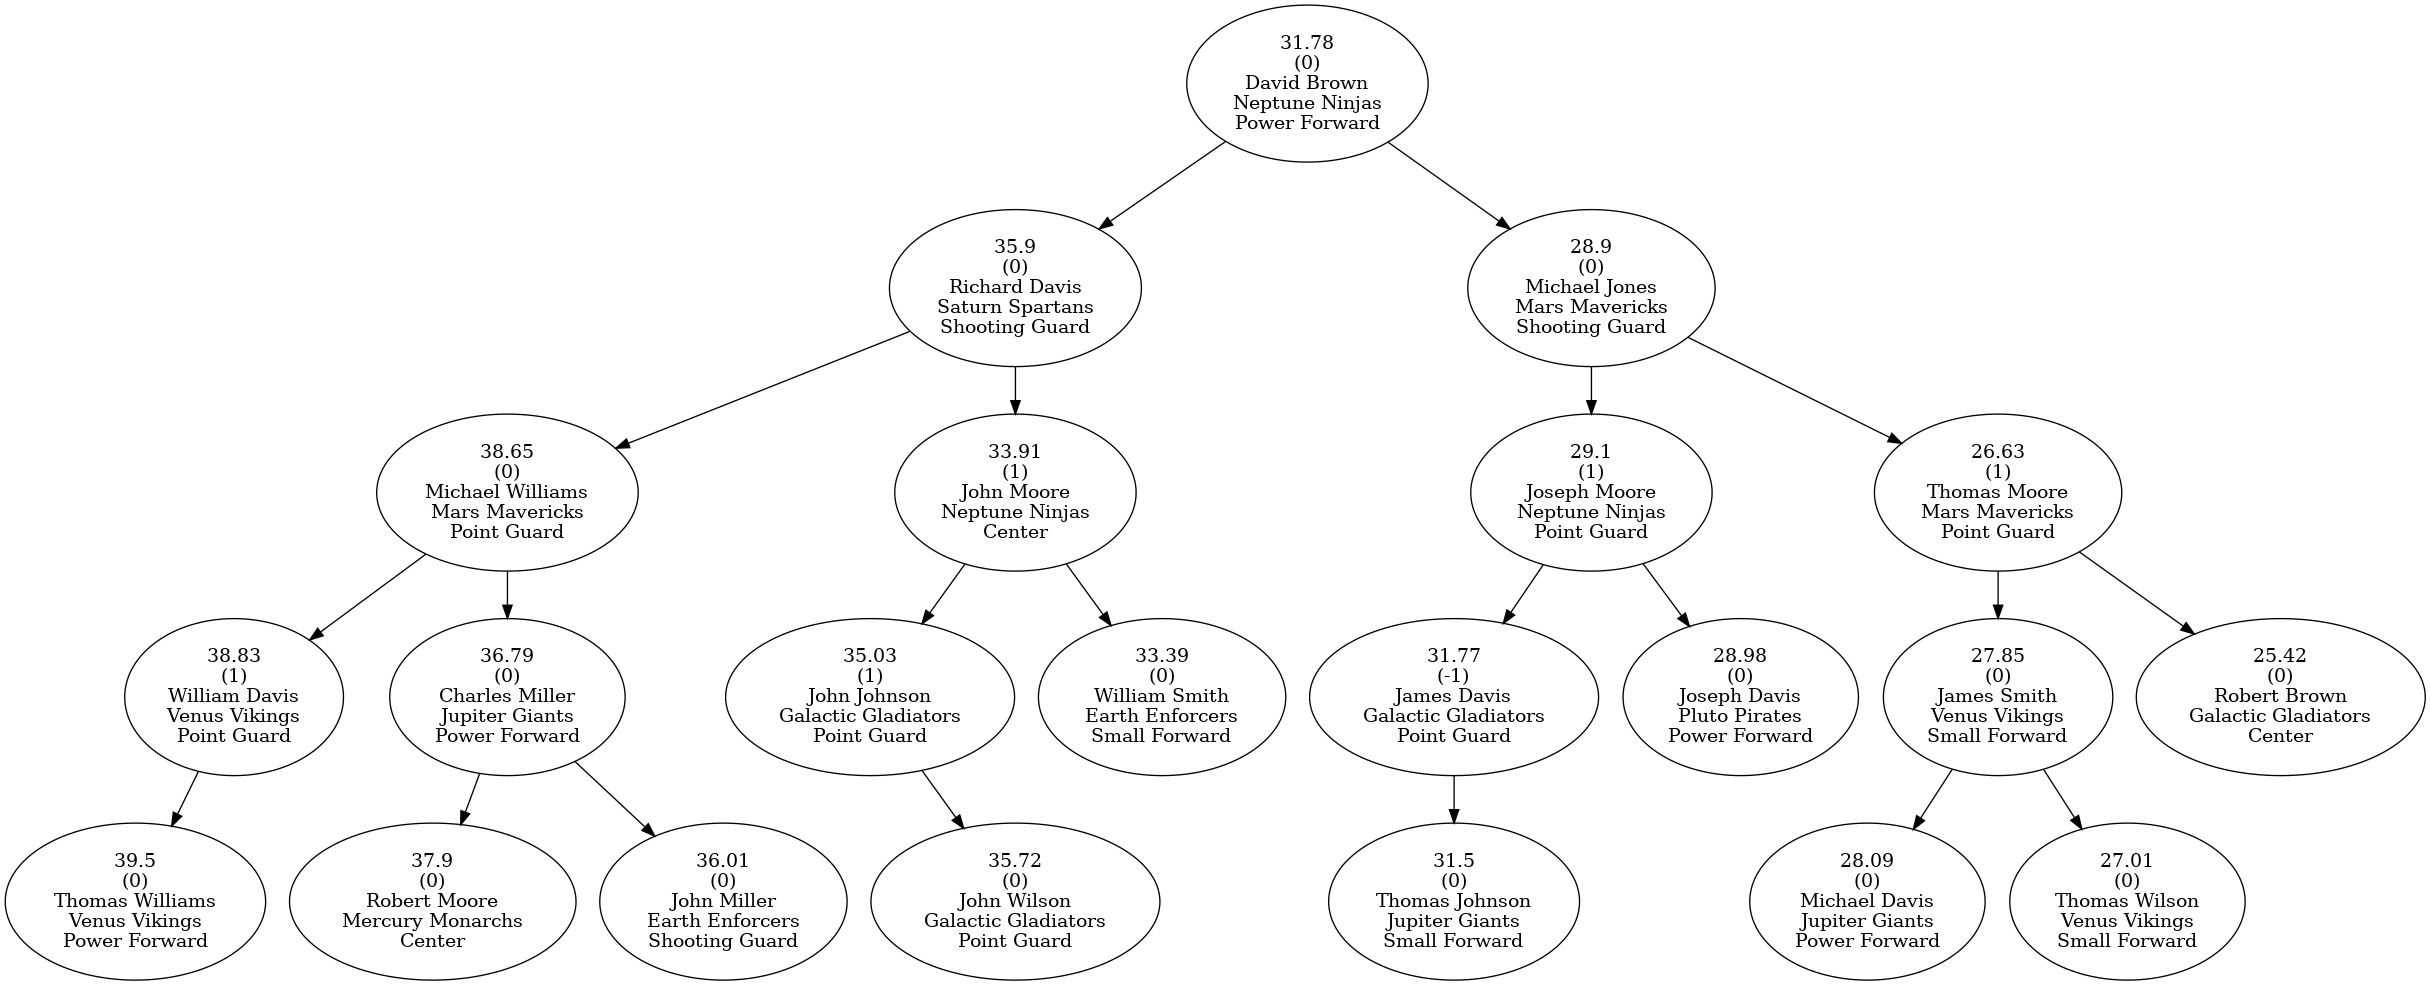 31.78
(0)
David Brown
Neptune Ninjas
Power Forward
35.9
(0)
Richard Davis
Saturn Spartans
Shooting Guard
28.9
(0)
Michael Jones
Mars Mavericks
Shooting Guard
38.65
(0)
Michael Williams
Mars Mavericks
Point Guard
33.91
(1)
John Moore
Neptune Ninjas
Center
29.1
(1)
Joseph Moore
Neptune Ninjas
Point Guard
26.63
(1)
Thomas Moore
Mars Mavericks
Point Guard
38.83
(1)
William Davis
Venus Vikings
Point Guard
36.79
(0)
Charles Miller
Jupiter Giants
Power Forward
35.03
(1)
John Johnson
Galactic Gladiators
Point Guard
33.39
(0)
William Smith
Earth Enforcers
Small Forward
31.77
(-1)
James Davis
Galactic Gladiators
Point Guard
28.98
(0)
Joseph Davis
Pluto Pirates
Power Forward
27.85
(0)
James Smith
Venus Vikings
Small Forward
25.42
(0)
Robert Brown
Galactic Gladiators
Center
39.5
(0)
Thomas Williams
Venus Vikings
Power Forward
37.9
(0)
Robert Moore
Mercury Monarchs
Center
36.01
(0)
John Miller
Earth Enforcers
Shooting Guard
35.72
(0)
John Wilson
Galactic Gladiators
Point Guard
31.5
(0)
Thomas Johnson
Jupiter Giants
Small Forward
28.09
(0)
Michael Davis
Jupiter Giants
Power Forward
27.01
(0)
Thomas Wilson
Venus Vikings
Small Forward